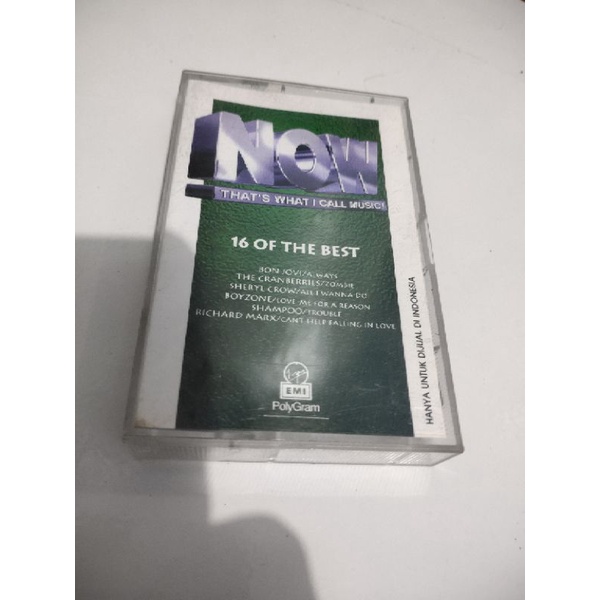 NOW
THAT'S WHAT I CALL MUSIC!
16 OF THE BEST
BON JOVI/ALWAYS
THE CRANBERRIES/ZOMBIE
SHERYL CROW/ALL I WANNA DO
BOYZONE/LOVE ME FOR A REASON
SHAMPOO/TROUBLE
RICHARD MARX/CAN'T HELP FALLING IN LOVE
Virgin
EMI
PolyGram
HANYA UNTUK DIJUAL DI INDONESIA